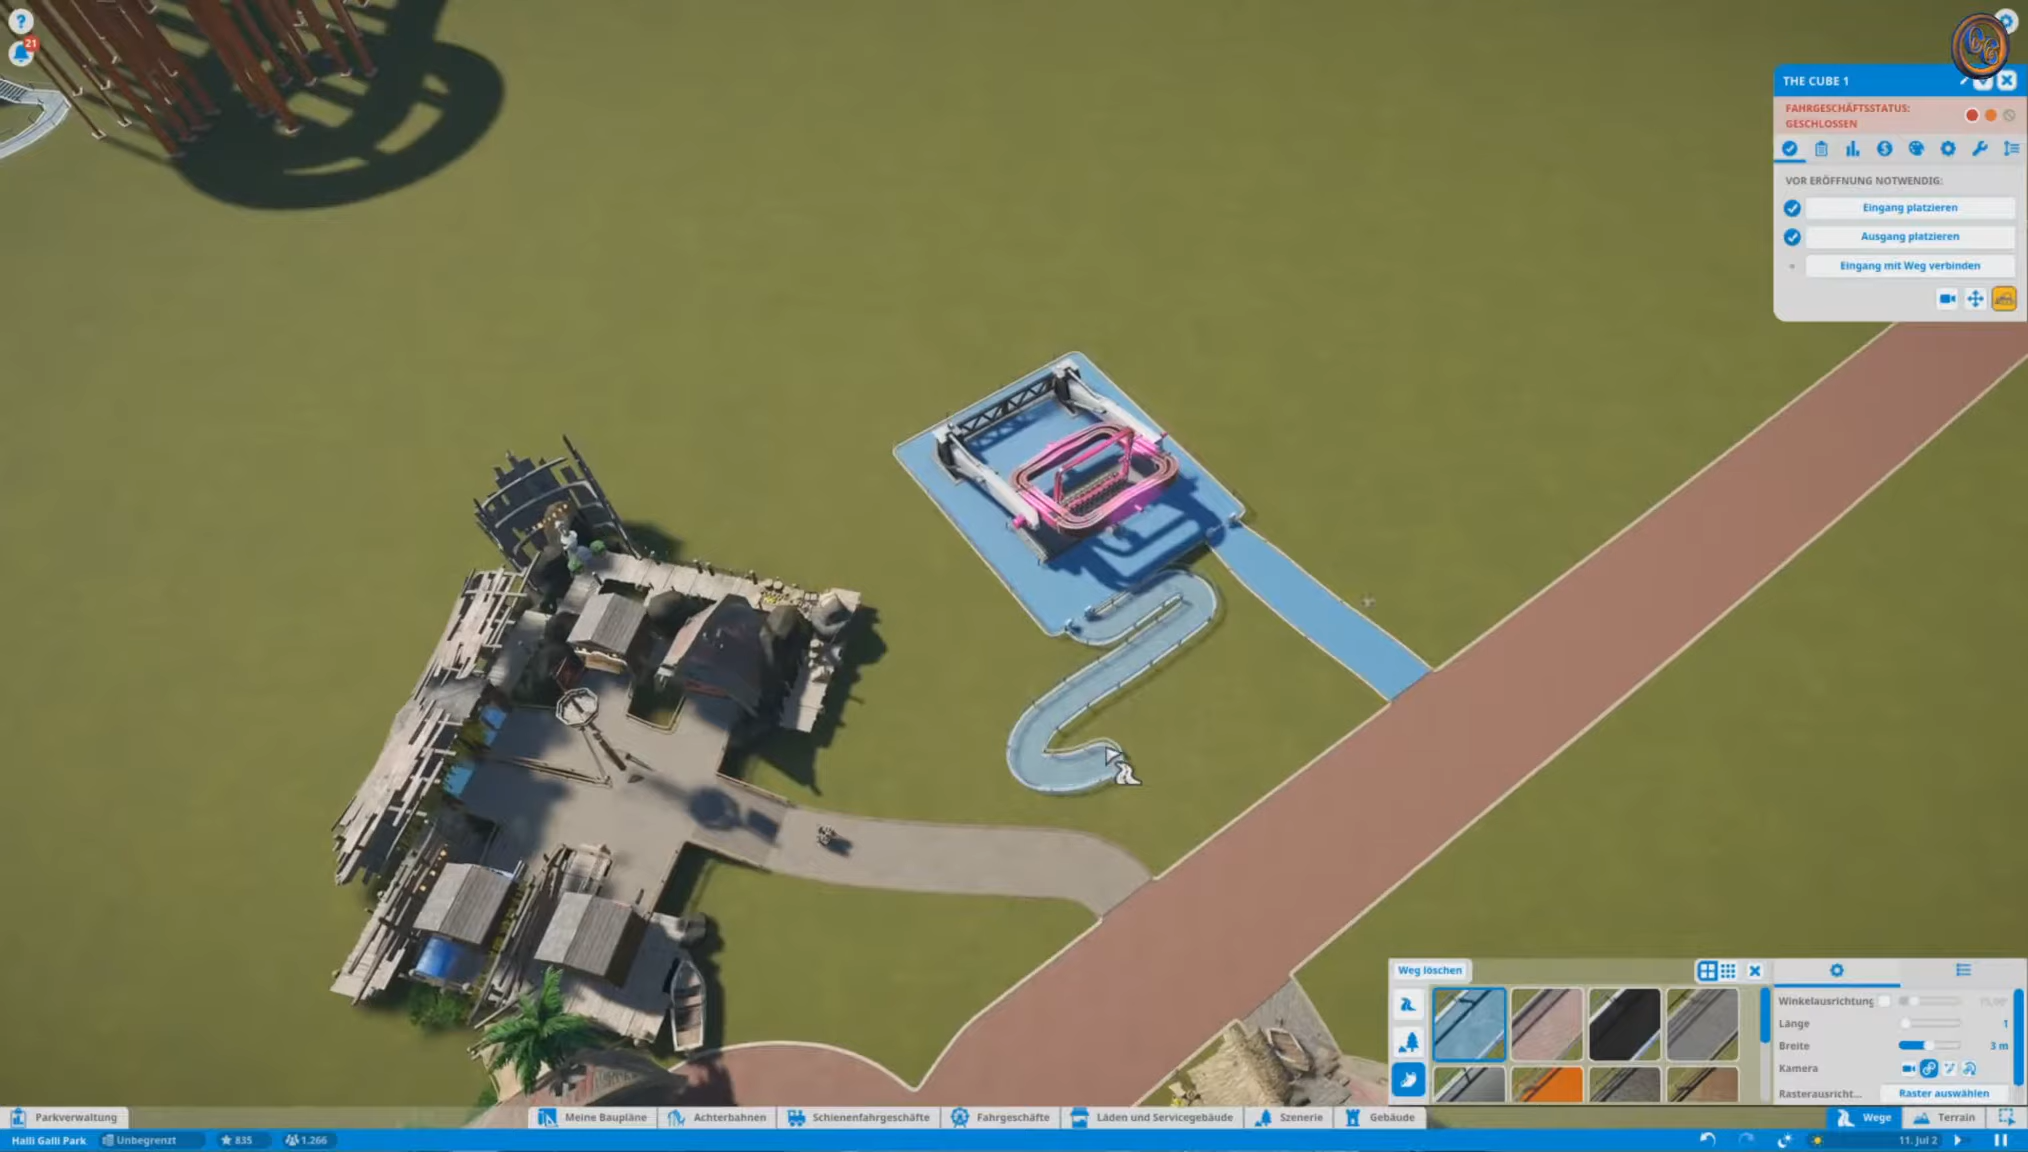 ?
21
THE CUBE 1
FAHRGESCHÄFTSSTATUS:
GESCHLOSSEN
VOR ERÖFFNUNG NOTWENDIG:
Eingang platzieren
Ausgang platzieren
Eingang mit Weg verbinden
Weg löschen
Winkelausrichtung
Länge 1
Breite 3 m
Kamera
Rasterausricht... Raster auswählen
Parkverwaltung Meine Baupläne Achterbahnen Schienenfahrgeschäfte Fahrgeschäfte Läden und Servicegebäude Szenerie Gebäude Wege Terrain
Halli Galli Park Unbegrenzt 835 1.266 11. Jul 2